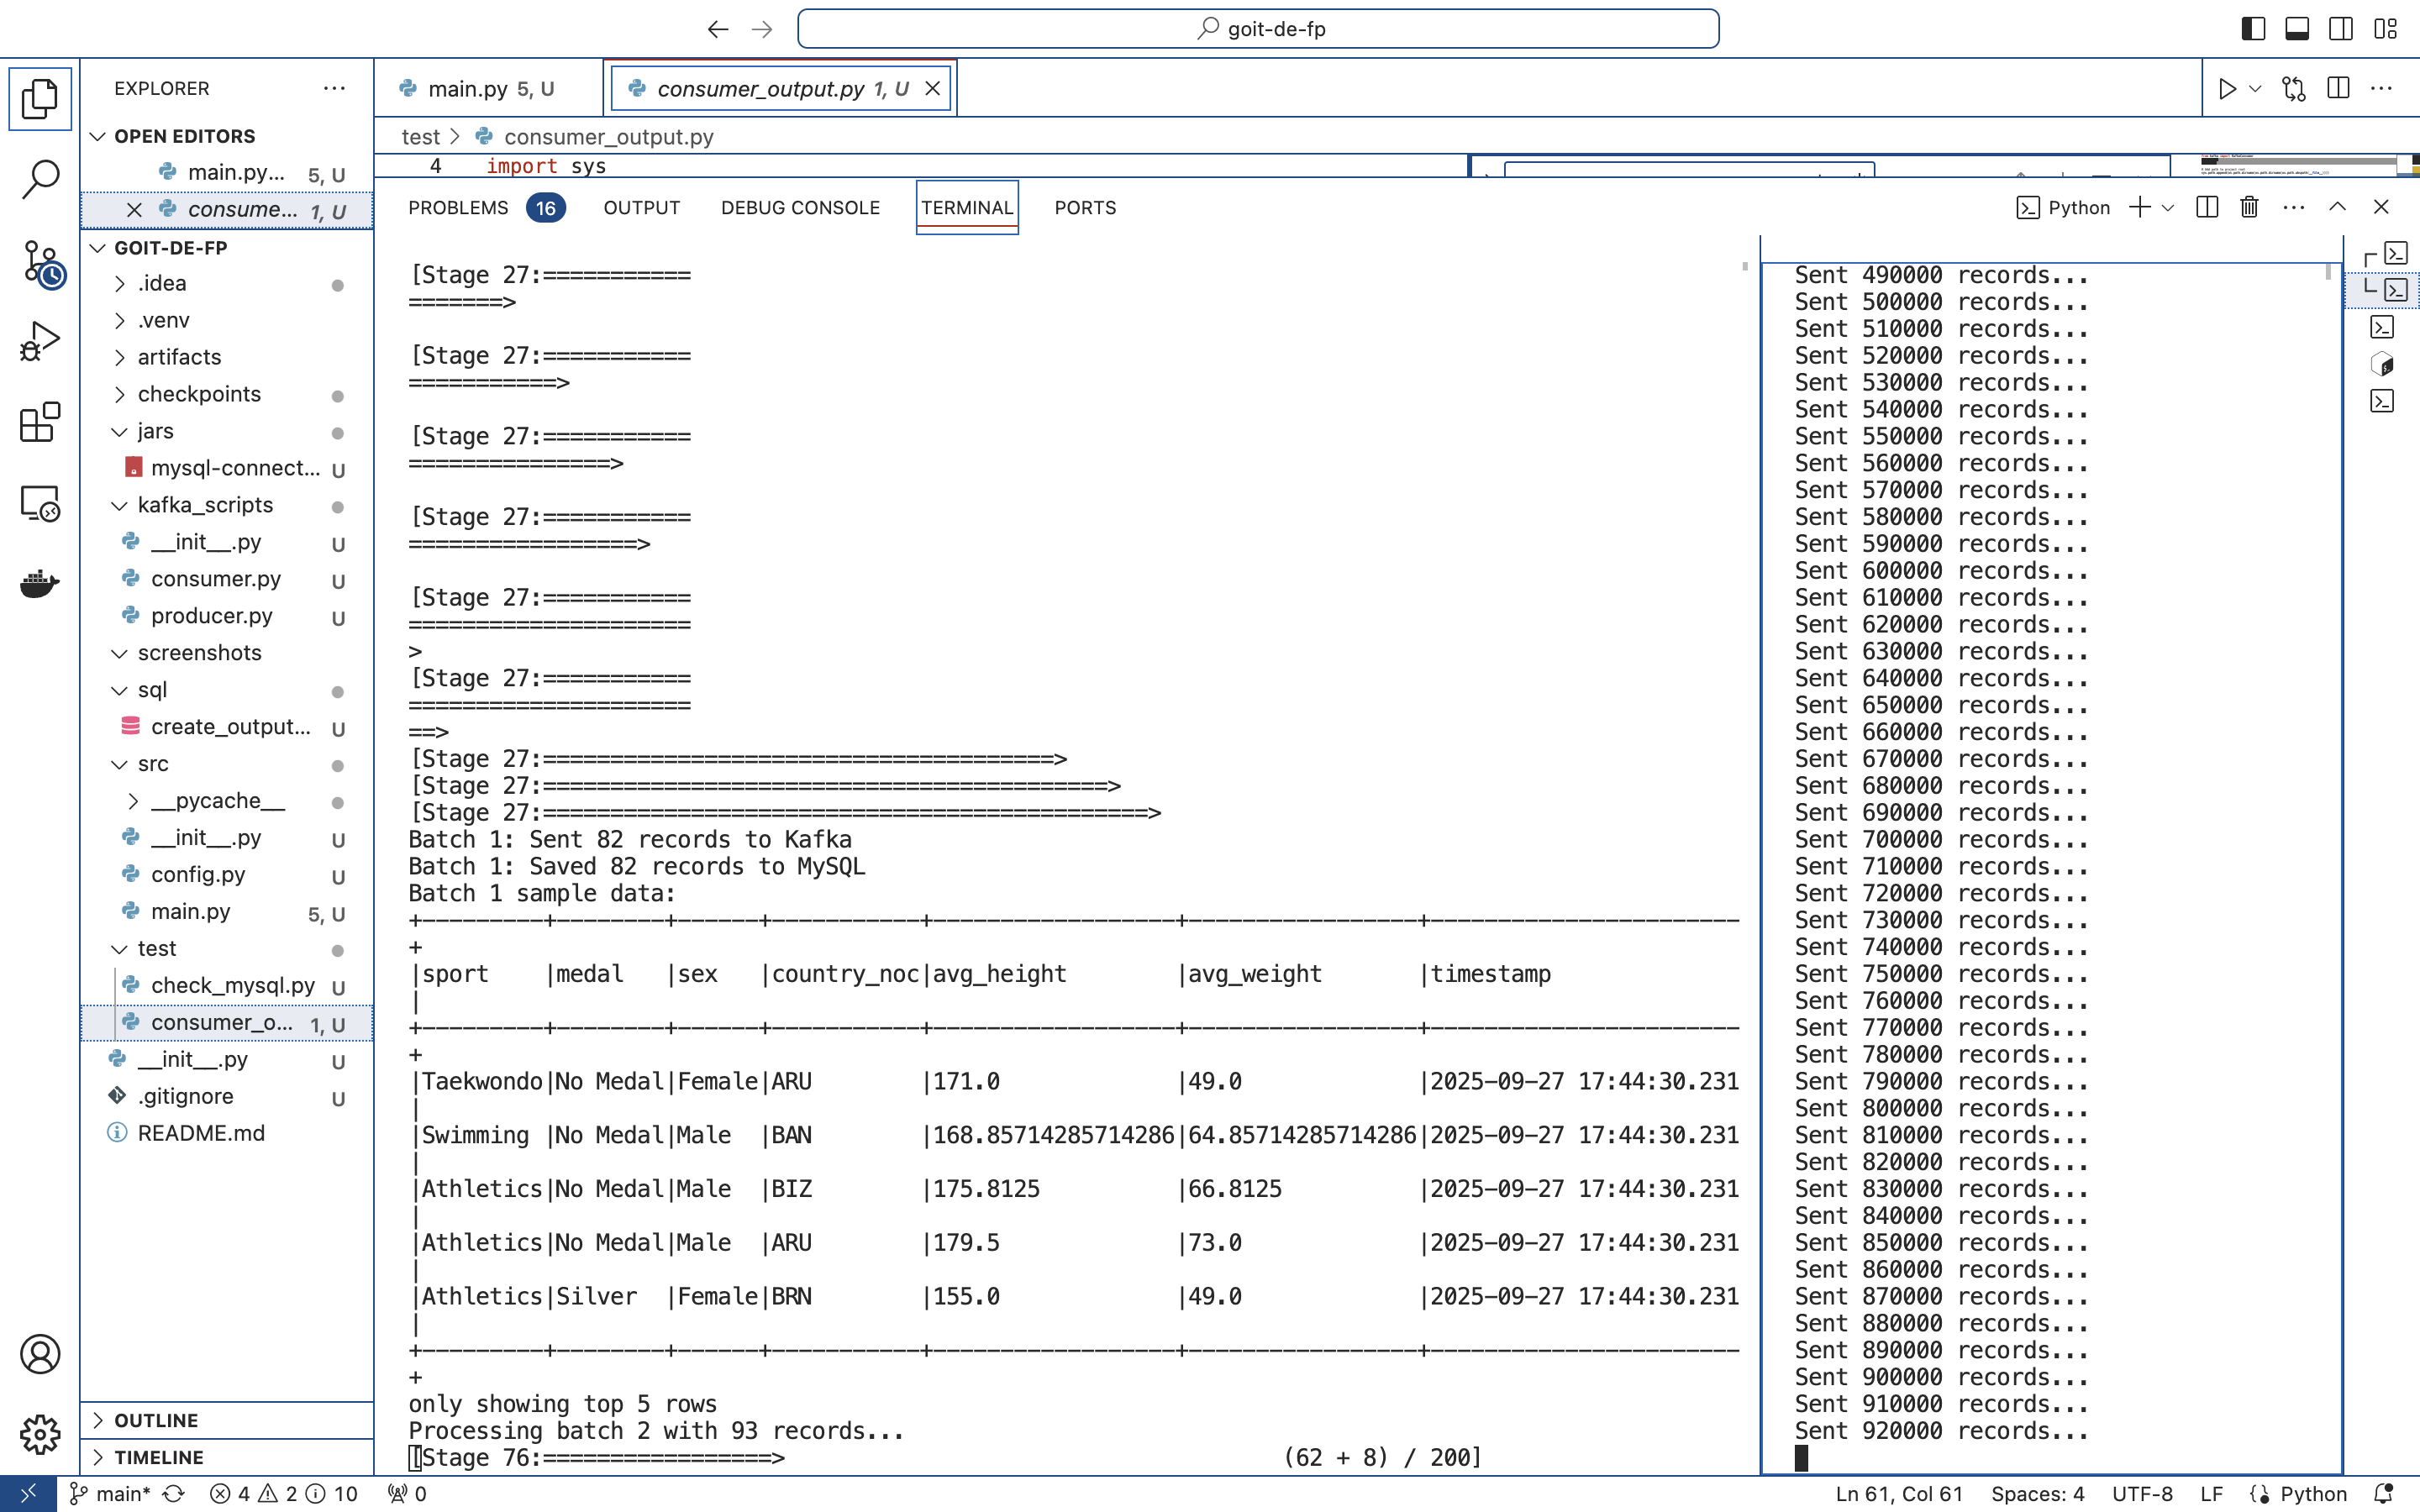 goit-de-fp
EXPLORER
OPEN EDITORS
main.py... 5, U
consume... 1, U
GOIT-DE-FP
.idea
.venv
artifacts
checkpoints
jars
mysql-connect... U
kafka_scripts
__init__.py U
consumer.py U
producer.py U
screenshots
sql
create_output... U
src
__pycache__
__init__.py U
config.py U
main.py 5, U
test
check_mysql.py U
consumer_o... 1, U
__init__.py U
.gitignore U
README.md
OUTLINE
TIMELINE
main.py 5, U
consumer_output.py 1, U
test > consumer_output.py
4 import sys
PROBLEMS 16 OUTPUT DEBUG CONSOLE TERMINAL PORTS
Python
[Stage 27:===========
=======>
[Stage 27:===========
===========>
[Stage 27:===========
===============>
[Stage 27:===========
=================>
[Stage 27:===========
=====================
>
[Stage 27:===========
=====================
==>
[Stage 27:======================================>
[Stage 27:==========================================>
[Stage 27:=============================================>
Batch 1: Sent 82 records to Kafka
Batch 1: Saved 82 records to MySQL
Batch 1 sample data:
+---------+--------+------+-----------+------------------+-----------------+-----------------------
+
|sport    |medal   |sex   |country_noc|avg_height        |avg_weight       |timestamp
|
+---------+--------+------+-----------+------------------+-----------------+-----------------------
+
|Taekwondo|No Medal|Female|ARU        |171.0             |49.0             |2025-09-27 17:44:30.231
|
|Swimming |No Medal|Male  |BAN        |168.85714285714286|64.85714285714286|2025-09-27 17:44:30.231
|
|Athletics|No Medal|Male  |BIZ        |175.8125          |66.8125          |2025-09-27 17:44:30.231
|
|Athletics|No Medal|Male  |ARU        |179.5             |73.0             |2025-09-27 17:44:30.231
|
|Athletics|Silver  |Female|BRN        |155.0             |49.0             |2025-09-27 17:44:30.231
|
+---------+--------+------+-----------+------------------+-----------------+-----------------------
+
only showing top 5 rows
Processing batch 2 with 93 records...
[Stage 76:=================> (62 + 8) / 200]
Sent 490000 records...
Sent 500000 records...
Sent 510000 records...
Sent 520000 records...
Sent 530000 records...
Sent 540000 records...
Sent 550000 records...
Sent 560000 records...
Sent 570000 records...
Sent 580000 records...
Sent 590000 records...
Sent 600000 records...
Sent 610000 records...
Sent 620000 records...
Sent 630000 records...
Sent 640000 records...
Sent 650000 records...
Sent 660000 records...
Sent 670000 records...
Sent 680000 records...
Sent 690000 records...
Sent 700000 records...
Sent 710000 records...
Sent 720000 records...
Sent 730000 records...
Sent 740000 records...
Sent 750000 records...
Sent 760000 records...
Sent 770000 records...
Sent 780000 records...
Sent 790000 records...
Sent 800000 records...
Sent 810000 records...
Sent 820000 records...
Sent 830000 records...
Sent 840000 records...
Sent 850000 records...
Sent 860000 records...
Sent 870000 records...
Sent 880000 records...
Sent 890000 records...
Sent 900000 records...
Sent 910000 records...
Sent 920000 records...
main* 4 2 10 0 Ln 61, Col 61 Spaces: 4 UTF-8 LF Python